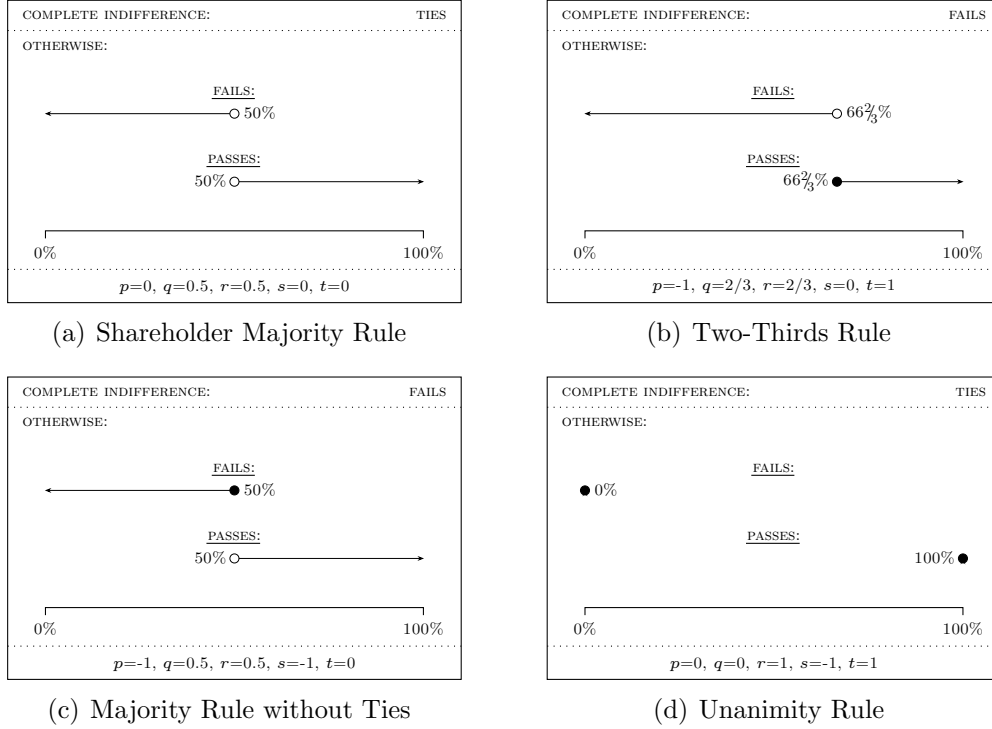 COMPLETE INDIFFERENCE: TIES
OTHERWISE:
FAILS:
50%
PASSES:
50%
0% 100%
p=0, q=0.5, r=0.5, s=0, t=0
(a) Shareholder Majority Rule
COMPLETE INDIFFERENCE: FAILS
OTHERWISE:
FAILS:
66 2/3%
PASSES:
66 2/3%
0% 100%
p=-1, q=2/3, r=2/3, s=0, t=1
(b) Two-Thirds Rule
COMPLETE INDIFFERENCE: FAILS
OTHERWISE:
FAILS:
50%
PASSES:
50%
0% 100%
p=-1, q=0.5, r=0.5, s=-1, t=0
(c) Majority Rule without Ties
COMPLETE INDIFFERENCE: TIES
OTHERWISE:
FAILS:
0%
PASSES:
100%
0% 100%
p=0, q=0, r=1, s=-1, t=1
(d) Unanimity Rule